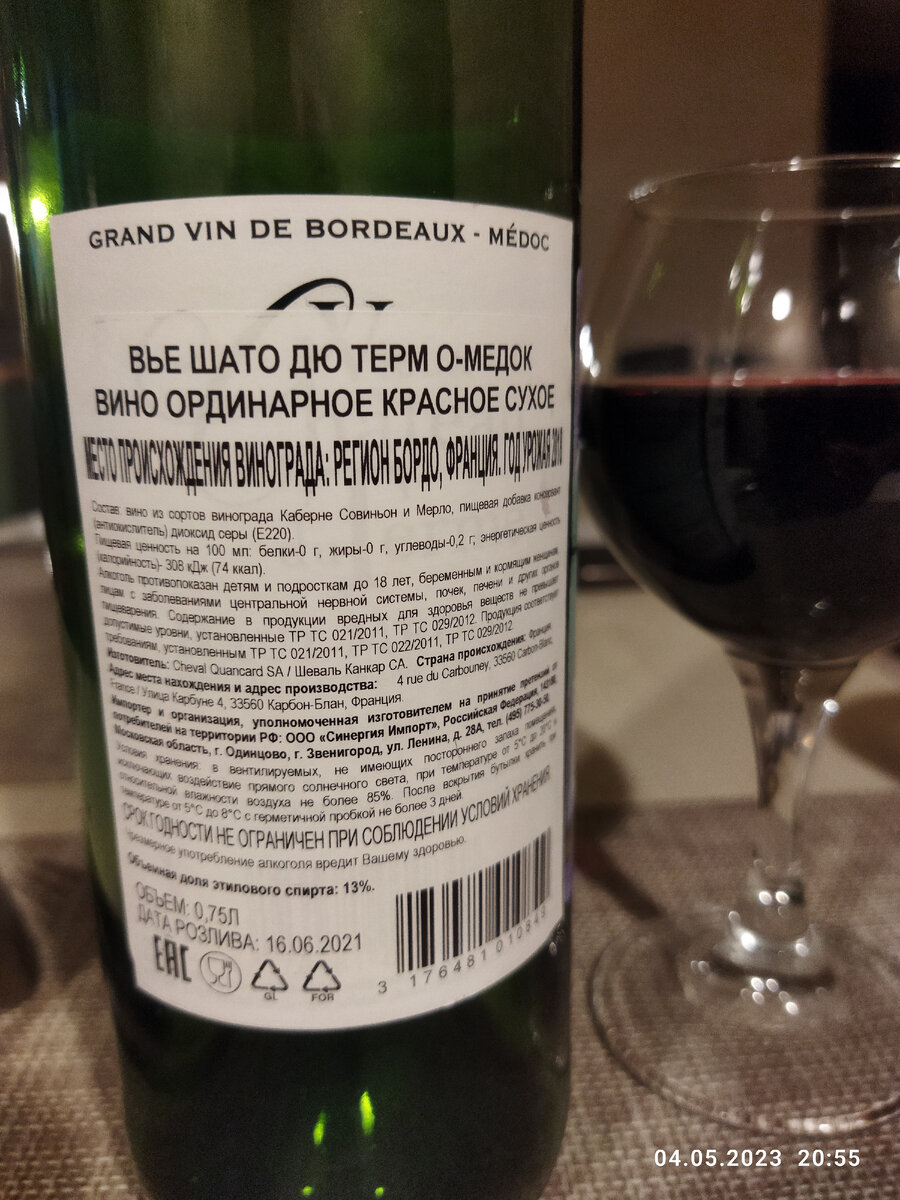 GRAND VIN DE BORDEAUX - MÉDOC
ВЬЕ ШАТО ДЮ ТЕРМ О-МЕДОК
ВИНО ОРДИНАРНОЕ КРАСНОЕ СУХОЕ
МЕСТО ПРОИСХОЖДЕНИЯ ВИНОГРАДА: РЕГИОН БОРДО, ФРАНЦИЯ. ГОД УРОЖАЯ
Состав: вино из сортов винограда Каберне Совиньон и Мерло, пищевая добавка консервант
(антиокислитель) диоксид серы (Е220).
Пищевая ценность на 100 мл: белки-0 г, жиры-0 г, углеводы-0,2 г; энергетическая ценность
(калорийность)- 308 кДж (74 ккал).
Алкоголь противопоказан детям и подросткам до 18 лет, беременным и кормящим женщинам,
лицам с заболеваниями центральной нервной системы, почек, печени и других органов
пищеварения. Содержание в продукции вредных для здоровья веществ не превышает
допустимые уровни, установленные ТР ТС 021/2011, ТР ТС 029/2012. Продукция соответствует
требованиям, установленным ТР ТС 021/2011, ТР ТС 022/2011, ТР ТС 029/2012.
Изготовитель: Cheval Quancard SA / Шеваль Канкар СА. Страна происхождения: Франция.
Адрес места нахождения и адрес производства: 4 rue du Carbouney, 33560 Carbon-Blanc,
France / Улица Карбуне 4, 33560 Карбон-Блан, Франция.
Импортер и организация, уполномоченная изготовителем на принятие претензий от
потребителей на территории РФ: ООО «Синергия Импорт», Российская Федерация, 143180,
Московская область, г. Одинцово, г. Звенигород, ул. Ленина, д. 28А, тел. (495)
Условия хранения: в вентилируемых, не имеющих постороннего запаха помещениях,
исключающих воздействие прямого солнечного света, при температуре от 5°С до 20°С и
относительной влажности воздуха не более 85%. После вскрытия бутылки хранить при
температуре от 5°С до 8°С с герметичной пробкой не более 3 дней.
СРОК ГОДНОСТИ НЕ ОГРАНИЧЕН ПРИ СОБЛЮДЕНИИ УСЛОВИЙ ХРАНЕНИЯ.
Чрезмерное употребление алкоголя вредит Вашему здоровью.
Объемная доля этилового спирта: 13%.
ОБЪЕМ: 0,75Л
ДАТА РОЗЛИВА: 16.06.2021
EAC
GL
FOR
3 176481 010848
04.05.2023 20:55